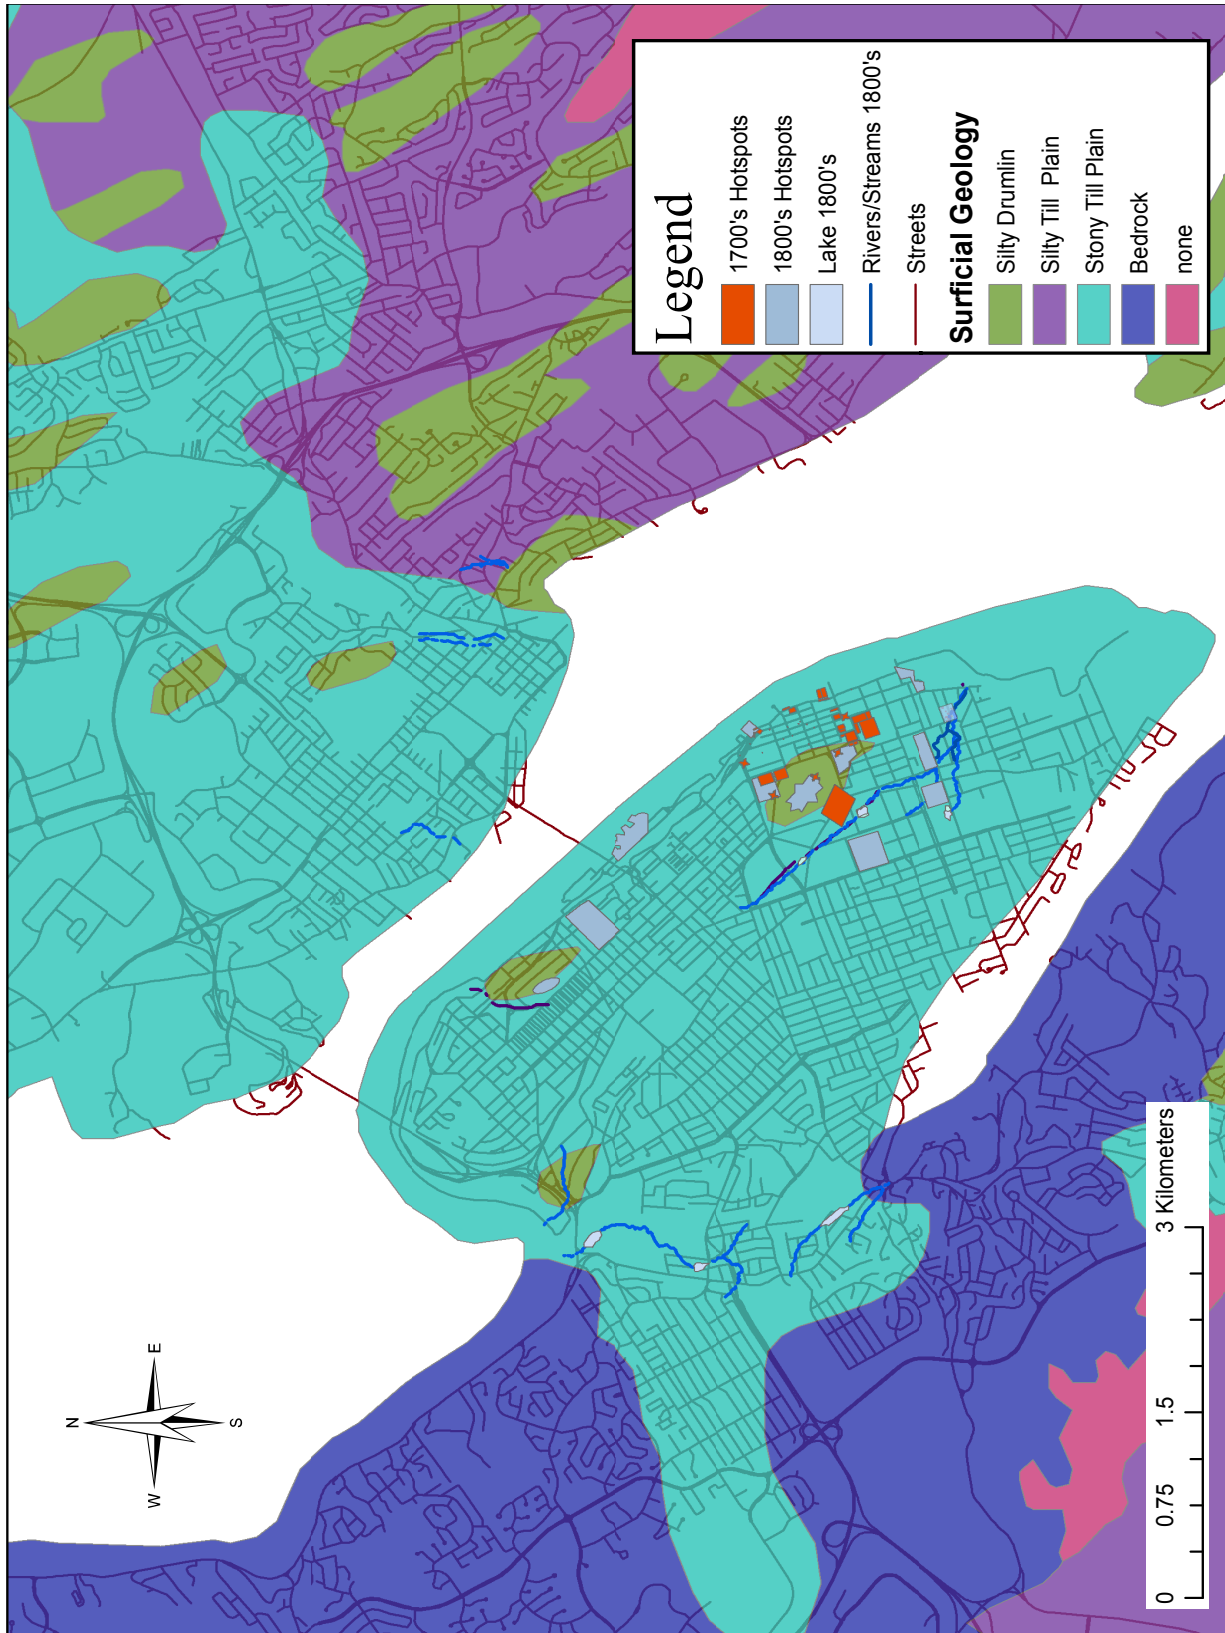 Legend
1700's Hotspots
1800's Hotspots
Lake 1800's
Rivers/Streams 1800's
Streets
Surficial Geology
Silty Drumlin
Silty Till Plain
Stony Till Plain
Bedrock
none
N
E
S
W
0 0.75 1.5 3 Kilometers